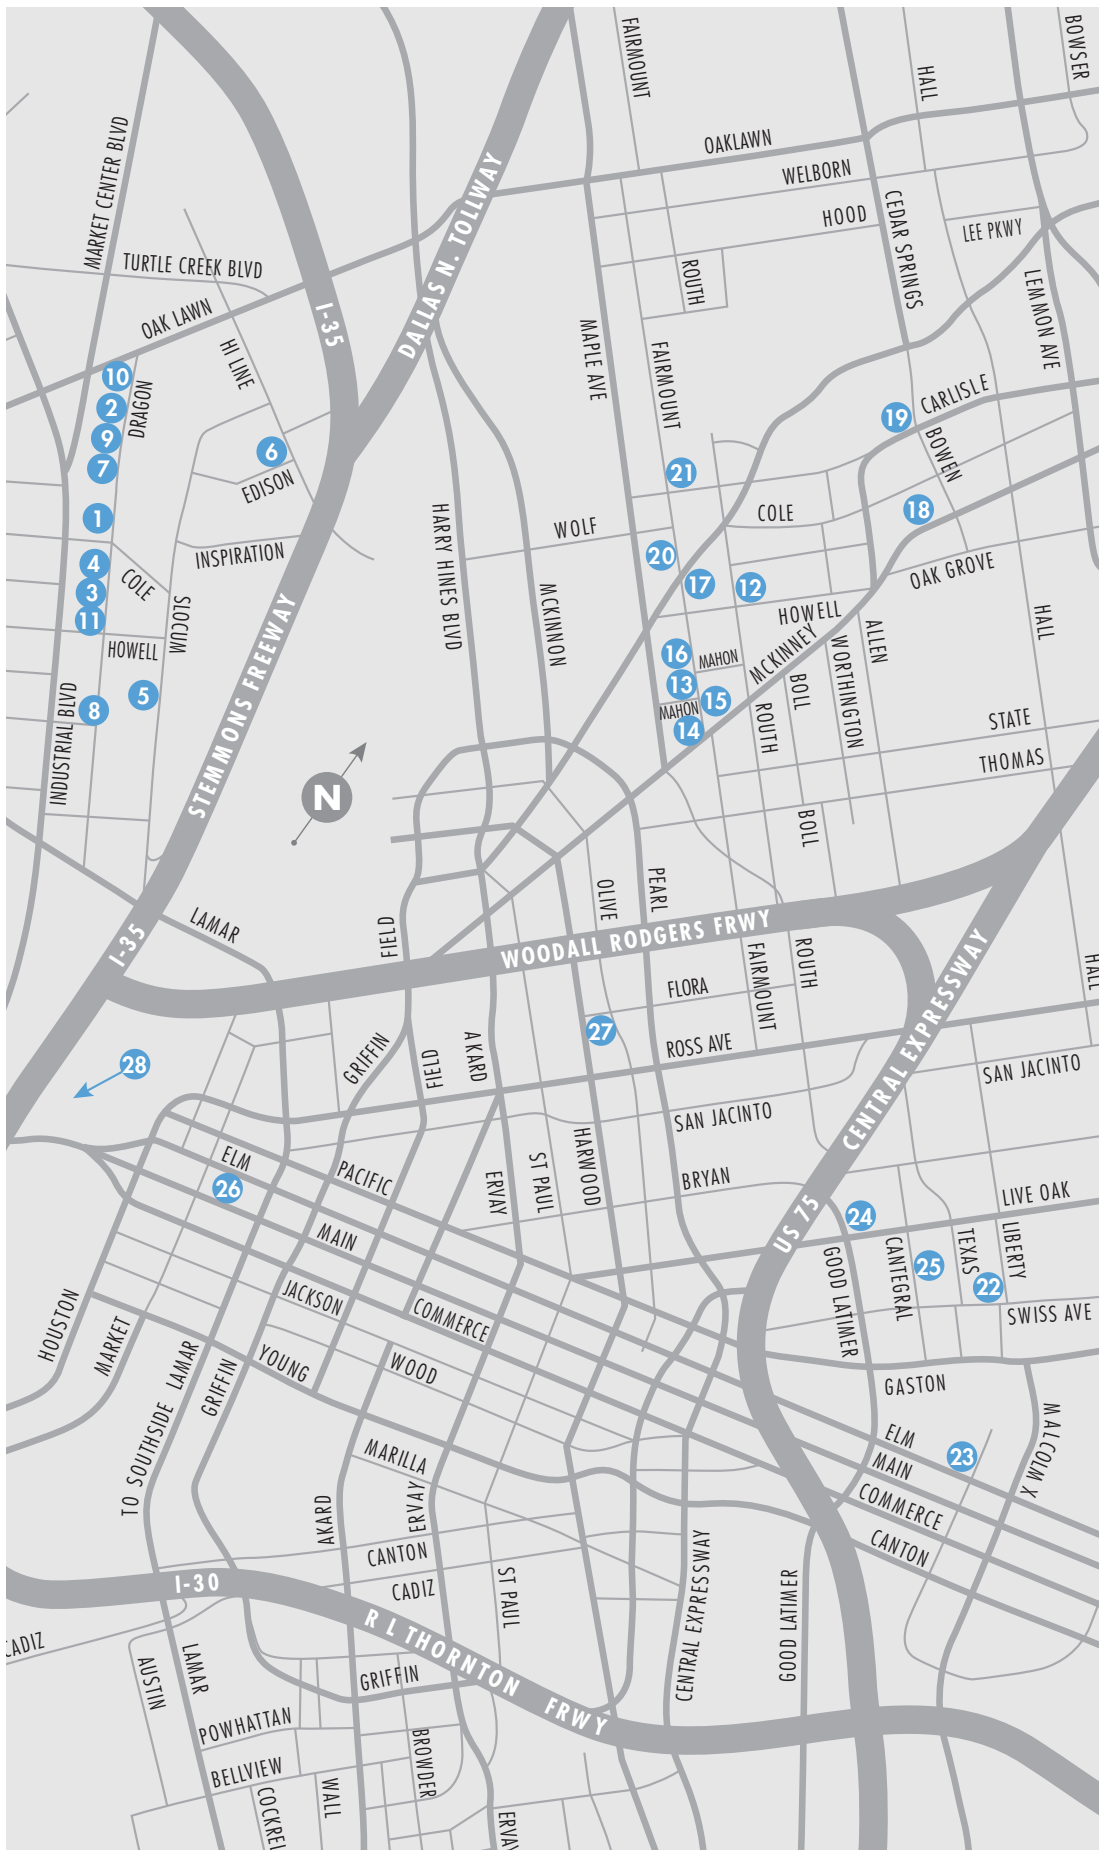 FAIRMOUNT
BOWSER
HALL
OAKLAWN
WELBORN
HOOD
CEDAR SPRINGS
LEE PKWY
MARKET CENTER BLVD
TURTLE CREEK BLVD
OAK LAWN
HI LINE
I-35
DALLAS N. TOLLWAY
ROUTH
MAPLE AVE
FAIRMOUNT
LEMMON AVE
10
DRAGON
2
9
7
6
EDISON
1
19
CARLISLE
BOWEN
21
18
COLE
WOLF
HARRY HINES BLVD
INSPIRATION
4
COLE
3
11
SLOCUM
HOWELL
20
17
12
HOWELL
OAK GROVE
MCKINNON
STEMMONS FREEWAY
16
MAHON
MCKINNEY
13
MAHON
15
14
ROUTH
BOLL
WORTHINGTON
ALLEN
HALL
5
8
INDUSTRIAL BLVD
STATE
THOMAS
N
BOLL
OLIVE
PEARL
LAMAR
I-35
FIELD
WOODALL RODGERS FRWY
FAIRMOUNT
ROUTH
CENTRAL EXPRESSWAY
HALL
FLORA
27
ROSS AVE
GRIFFIN
FIELD
AKARD
28
SAN JACINTO
SAN JACINTO
ELM
26
PACIFIC
ERVAY
ST PAUL
HARWOOD
BRYAN
US 75
24
LIVE OAK
MAIN
GOOD LATIMER
CANTEGRAL
25
TEXAS
22
LIBERTY
SWISS AVE
HOUSTON
MARKET
JACKSON
COMMERCE
YOUNG
WOOD
GASTON
TO SOUTHSIDE LAMAR
GRIFFIN
MARILLA
ELM
23
MAIN
MALCOLM X
COMMERCE
CANTON
AKARD
ERVAY
CANTON
CADIZ
ST PAUL
CENTRAL EXPRESSWAY
GOOD LATIMER
I-30
R L THORNTON FRWY
CADIZ
AUSTIN
LAMAR
GRIFFIN
POWHATTAN
BELLVIEW
BROWDER
COCKREL
WALL
ERVAY